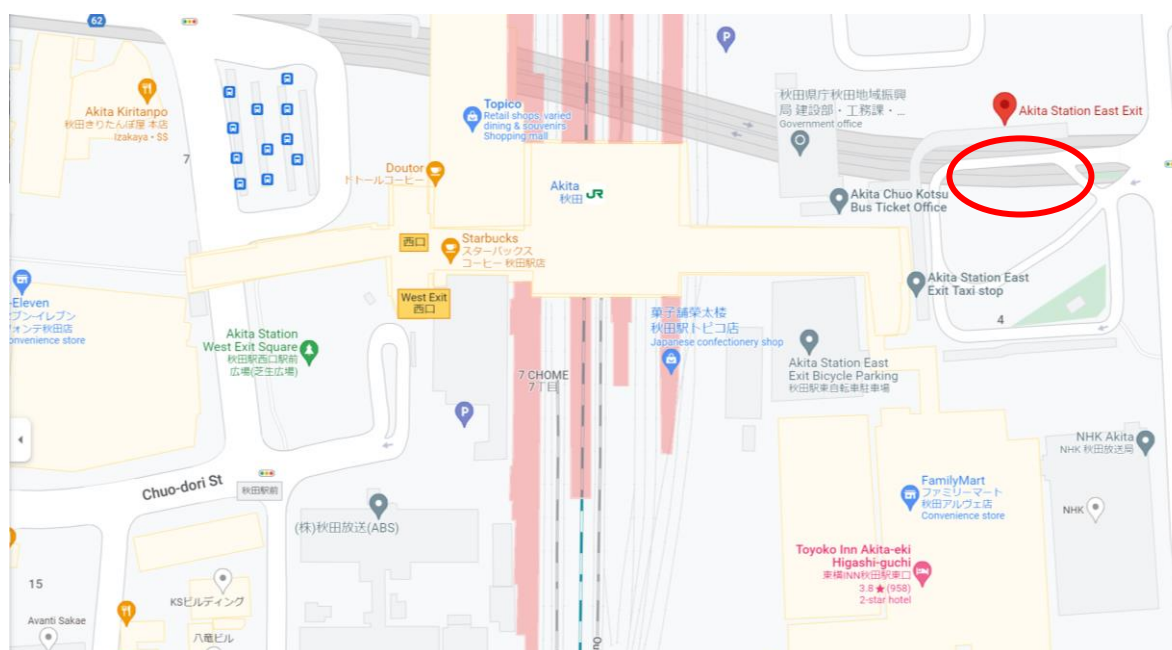 62
Akita Kiritanpo
秋田きりたんぽ屋 本店
Izakaya・$$
7
Topico
Retail shops, varied
dining & souvenirs
Shopping mall
Doutor
ドトールコーヒー
Akita
秋田
JR
P
秋田県庁秋田地域振興
局 建設部・工務課・...
Government office
Akita Station East Exit
Akita Chuo Kotsu
Bus Ticket Office
西口
Starbucks
スターバックス
コーヒー 秋田駅店
West Exit
西口
Akita Station East
Exit Taxi stop
4
-Eleven
ブン-イレブン
フォンテ秋田店
onvenience store
Akita Station
West Exit Square
秋田駅西口駅前
広場(芝生広場)
菓子舗榮太楼
秋田駅トピコ店
Japanese confectionery shop
7 CHOME
7丁目
Akita Station East
Exit Bicycle Parking
秋田駅東自転車駐車場
P
NHK Akita
NHK 秋田放送局
Chuo-dori St
秋田駅前
(株)秋田放送(ABS)
FamilyMart
ファミリーマート
秋田アルヴェ店
Convenience store
NHK
Toyoko Inn Akita-eki
Higashi-guchi
東横INN秋田駅東口
3.8★(958)
2-star hotel
15
KSビルディング
Avanti Sakae
八竜ビル
Ou